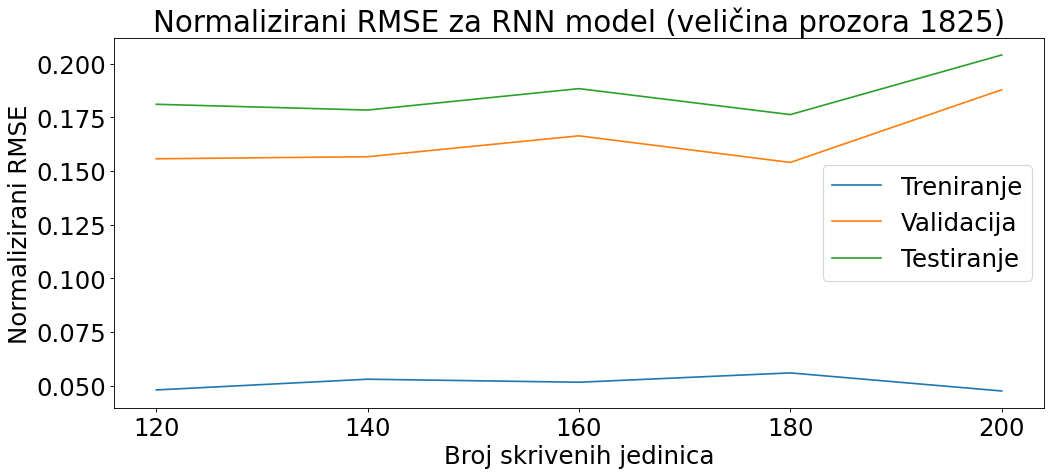 Normalizirani RMSE za RNN model (veličina prozora 1825)
Normalizirani RMSE
0.200
0.175
0.150
0.125
0.100
0.075
0.050
Treniranje
Validacija
Testiranje
120 140 160 180 200
Broj skrivenih jedinica